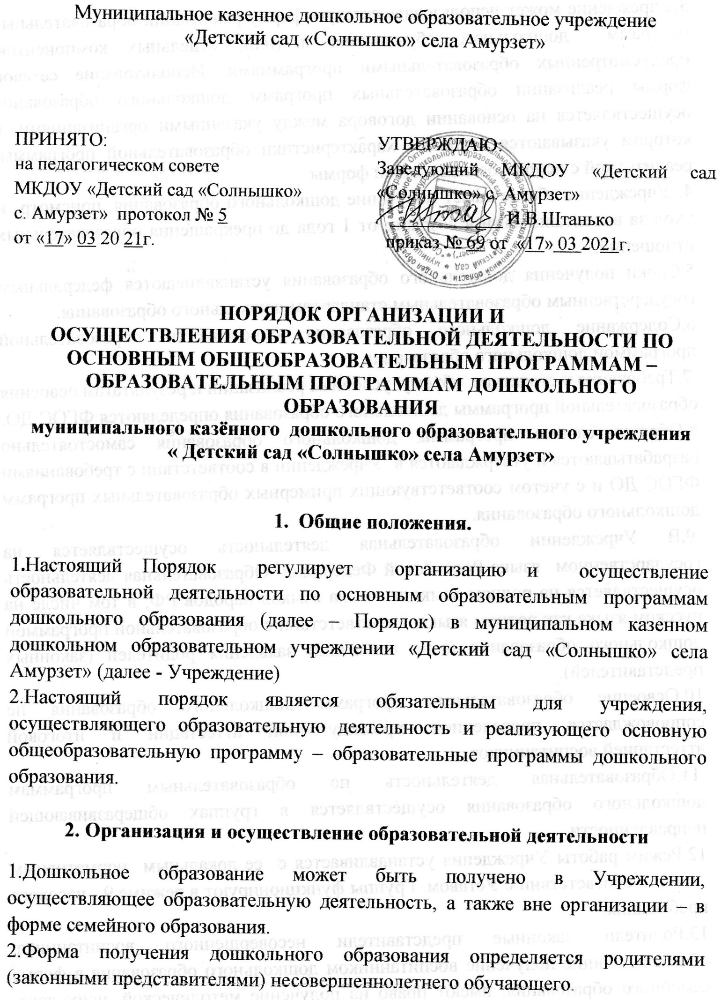 Муниципальное казенное дошкольное образовательное учреждение
«Детский сад «Солнышко» села Амурзет»
ПРИНЯТО:
на педагогическом совете
МКДОУ «Детский сад «Солнышко»
с. Амурзет» протокол № 5
от «17» 03 20 21г.
УТВЕРЖДАЮ:
Заведующий МКДОУ «Детский сад
«Солнышко» с. Амурзет»
И.В.Штанько
приказ № 69 от «17» 03 2021г.
ПОРЯДОК ОРГАНИЗАЦИИ И
ОСУЩЕСТВЛЕНИЯ ОБРАЗОВАТЕЛЬНОЙ ДЕЯТЕЛЬНОСТИ ПО
ОСНОВНЫМ ОБЩЕОБРАЗОВАТЕЛЬНЫМ ПРОГРАММАМ –
ОБРАЗОВАТЕЛЬНЫМ ПРОГРАММАМ ДОШКОЛЬНОГО
ОБРАЗОВАНИЯ
муниципального казённого дошкольного образовательного учреждения
« Детский сад «Солнышко» села Амурзет»
1. Общие положения.
1.Настоящий Порядок регулирует организацию и осуществление
образовательной деятельности по основным образовательным программам
дошкольного образования (далее – Порядок) в муниципальном казенном
дошкольном образовательном учреждении «Детский сад «Солнышко» села
Амурзет» (далее - Учреждение)
2.Настоящий порядок является обязательным для учреждения,
осуществляющего образовательную деятельность и реализующего основную
общеобразовательную программу – образовательные программы дошкольного
образования.
2. Организация и осуществление образовательной деятельности
1.Дошкольное образование может быть получено в Учреждении,
осуществляющее образовательную деятельность, а также вне организации – в
форме семейного образования.
2.Форма получения дошкольного образования определяется родителями
(законными представителями) несовершеннолетнего обучающего.